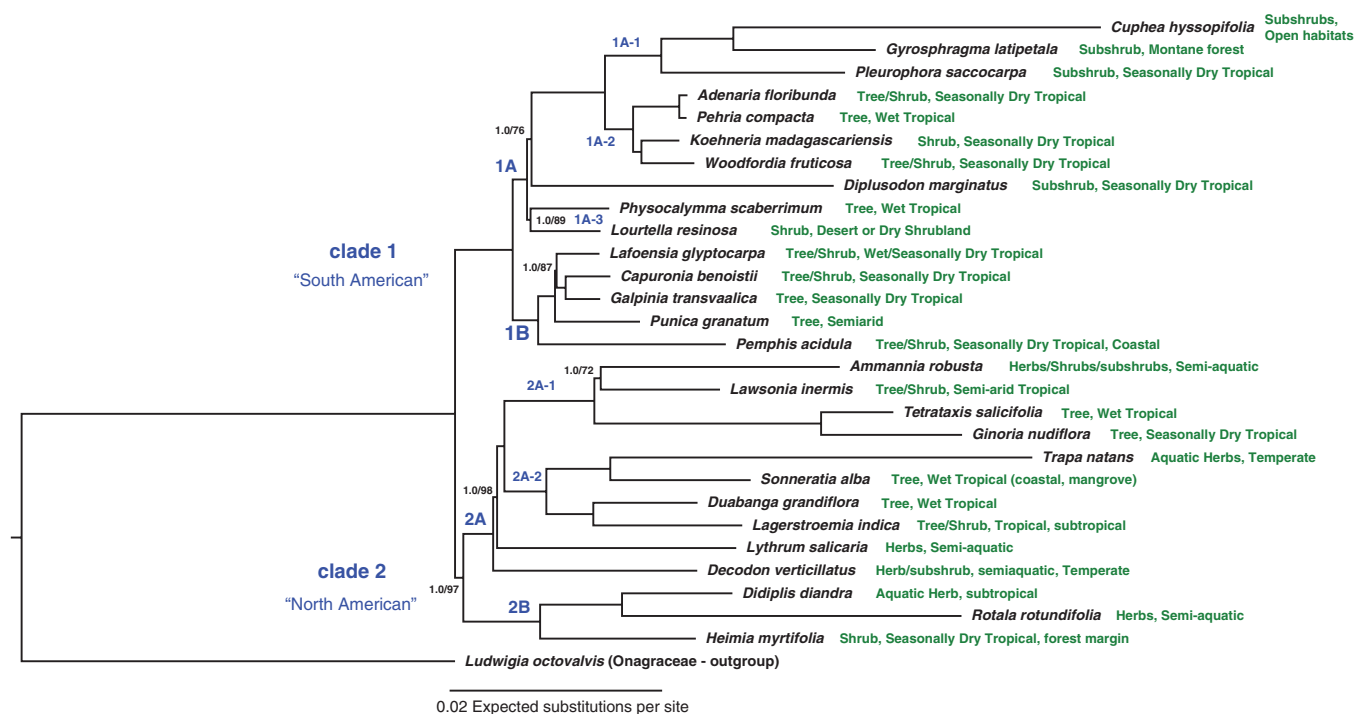 Cuphea hyssopifolia Subshrubs,
Open habitats
1A-1
Gyrosphragma latipetala Subshrub, Montane forest
Pleurophora saccocarpa Subshrub, Seasonally Dry Tropical
Adenaria floribunda Tree/Shrub, Seasonally Dry Tropical
Pehria compacta Tree, Wet Tropical
1.0/76
1A-2
Koehneria madagascariensis Shrub, Seasonally Dry Tropical
Woodfordia fruticosa Tree/Shrub, Seasonally Dry Tropical
1A
Diplusodon marginatus Subshrub, Seasonally Dry Tropical
Physocalymma scaberrimum Tree, Wet Tropical
1.0/89 1A-3
Lourtella resinosa Shrub, Desert or Dry Shrubland
clade 1
"South American"
Lafoensia glyptocarpa Tree/Shrub, Wet/Seasonally Dry Tropical
1.0/87
Capuronia benoistii Tree/Shrub, Seasonally Dry Tropical
Galpinia transvaalica Tree, Seasonally Dry Tropical
Punica granatum Tree, Semiarid
1B
Pemphis acidula Tree/Shrub, Seasonally Dry Tropical, Coastal
Ammannia robusta Herbs/Shrubs/subshrubs, Semi-aquatic
1.0/72
2A-1
Lawsonia inermis Tree/Shrub, Semi-arid Tropical
Tetrataxis salicifolia Tree, Wet Tropical
Ginoria nudiflora Tree, Seasonally Dry Tropical
Trapa natans Aquatic Herbs, Temperate
2A-2
Sonneratia alba Tree, Wet Tropical (coastal, mangrove)
1.0/98
Duabanga grandiflora Tree, Wet Tropical
2A
Lagerstroemia indica Tree/Shrub, Tropical, subtropical
Lythrum salicaria Herbs, Semi-aquatic
clade 2
"North American"
Decodon verticillatus Herb/subshrub, semiaquatic, Temperate
1.0/97
Didiplis diandra Aquatic Herb, subtropical
2B
Rotala rotundifolia Herbs, Semi-aquatic
Heimia myrtifolia Shrub, Seasonally Dry Tropical, forest margin
Ludwigia octovalvis (Onagraceae - outgroup)
0.02 Expected substitutions per site